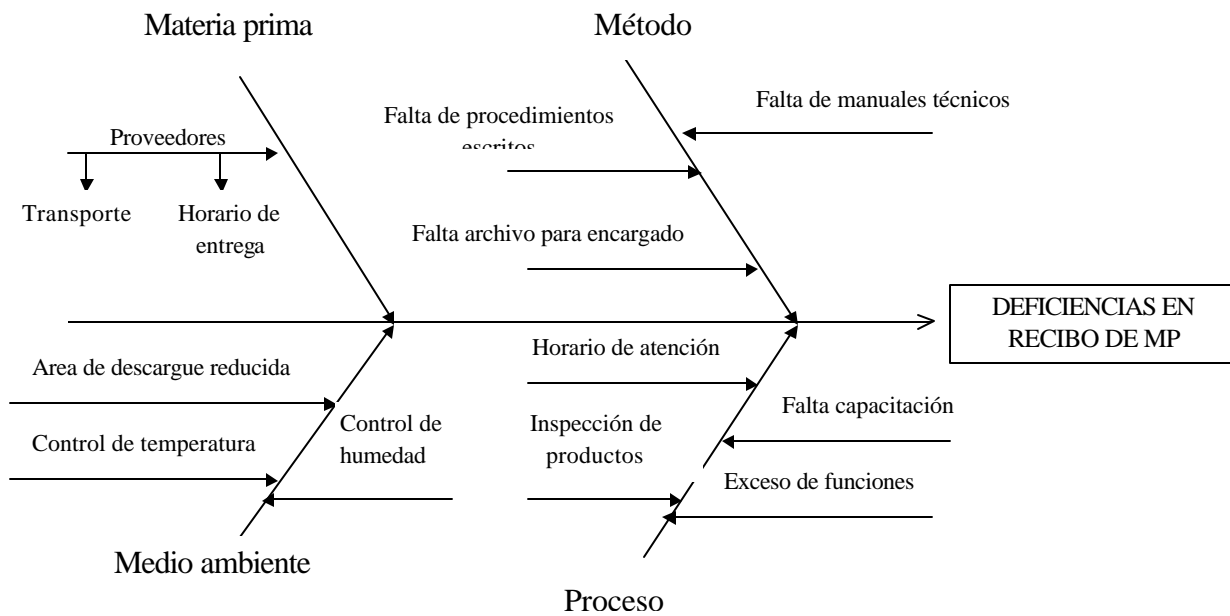 Materia prima
Método
Falta de manuales técnicos
Falta de procedimientos
escritos
Proveedores
Transporte
Horario de
entrega
Falta archivo para encargado
DEFICIENCIAS EN
RECIBO DE MP
Horario de atención
Area de descargue reducida
Falta capacitación
Control de
humedad
Inspección de
productos
Control de temperatura
Exceso de funciones
Medio ambiente
Proceso